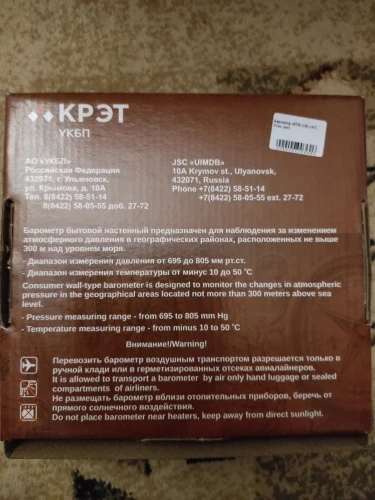 КРЭТ
УКБП
АО «УКБП»
Российская Федерация
432071, г. Ульяновск,
ул. Крымова, д. 10А
Тел. 8(8422) 58-51-14
8(8422) 58-05-55 доб. 27-72
JSC «UIMDB»
10A Krymov st., Ulyanovsk,
432071, Russia
Phone +7(8422) 58-51-14
+7(8422) 58-05-55 ext. 27-72
Барометр бытовой настенный предназначен для наблюдения за изменением
атмосферного давления в географических районах, расположенных не выше
300 м над уровнем моря.
- Диапазон измерения давления от 695 до 805 мм рт.ст.
- Диапазон измерения температуры от минус 10 до 50 °С
Consumer wall-type barometer is designed to monitor the changes in atmospheric
pressure in the geographical areas located not more than 300 meters above sea
level.
- Pressure measuring range - from 695 to 805 mm Hg
- Temperature measuring range - from minus 10 to 50 °C
Внимание!/Warning!
Перевозить барометр воздушным транспортом разрешается только в
ручной клади или в герметизированных отсеках авиалайнеров.
It is allowed to transport a barometer by air only hand luggage or sealed
compartments of airliners.
Не размещать барометр вблизи отопительных приборов, беречь от
прямого солнечного воздействия.
Do not place barometer near heaters, keep away from direct sunlight.